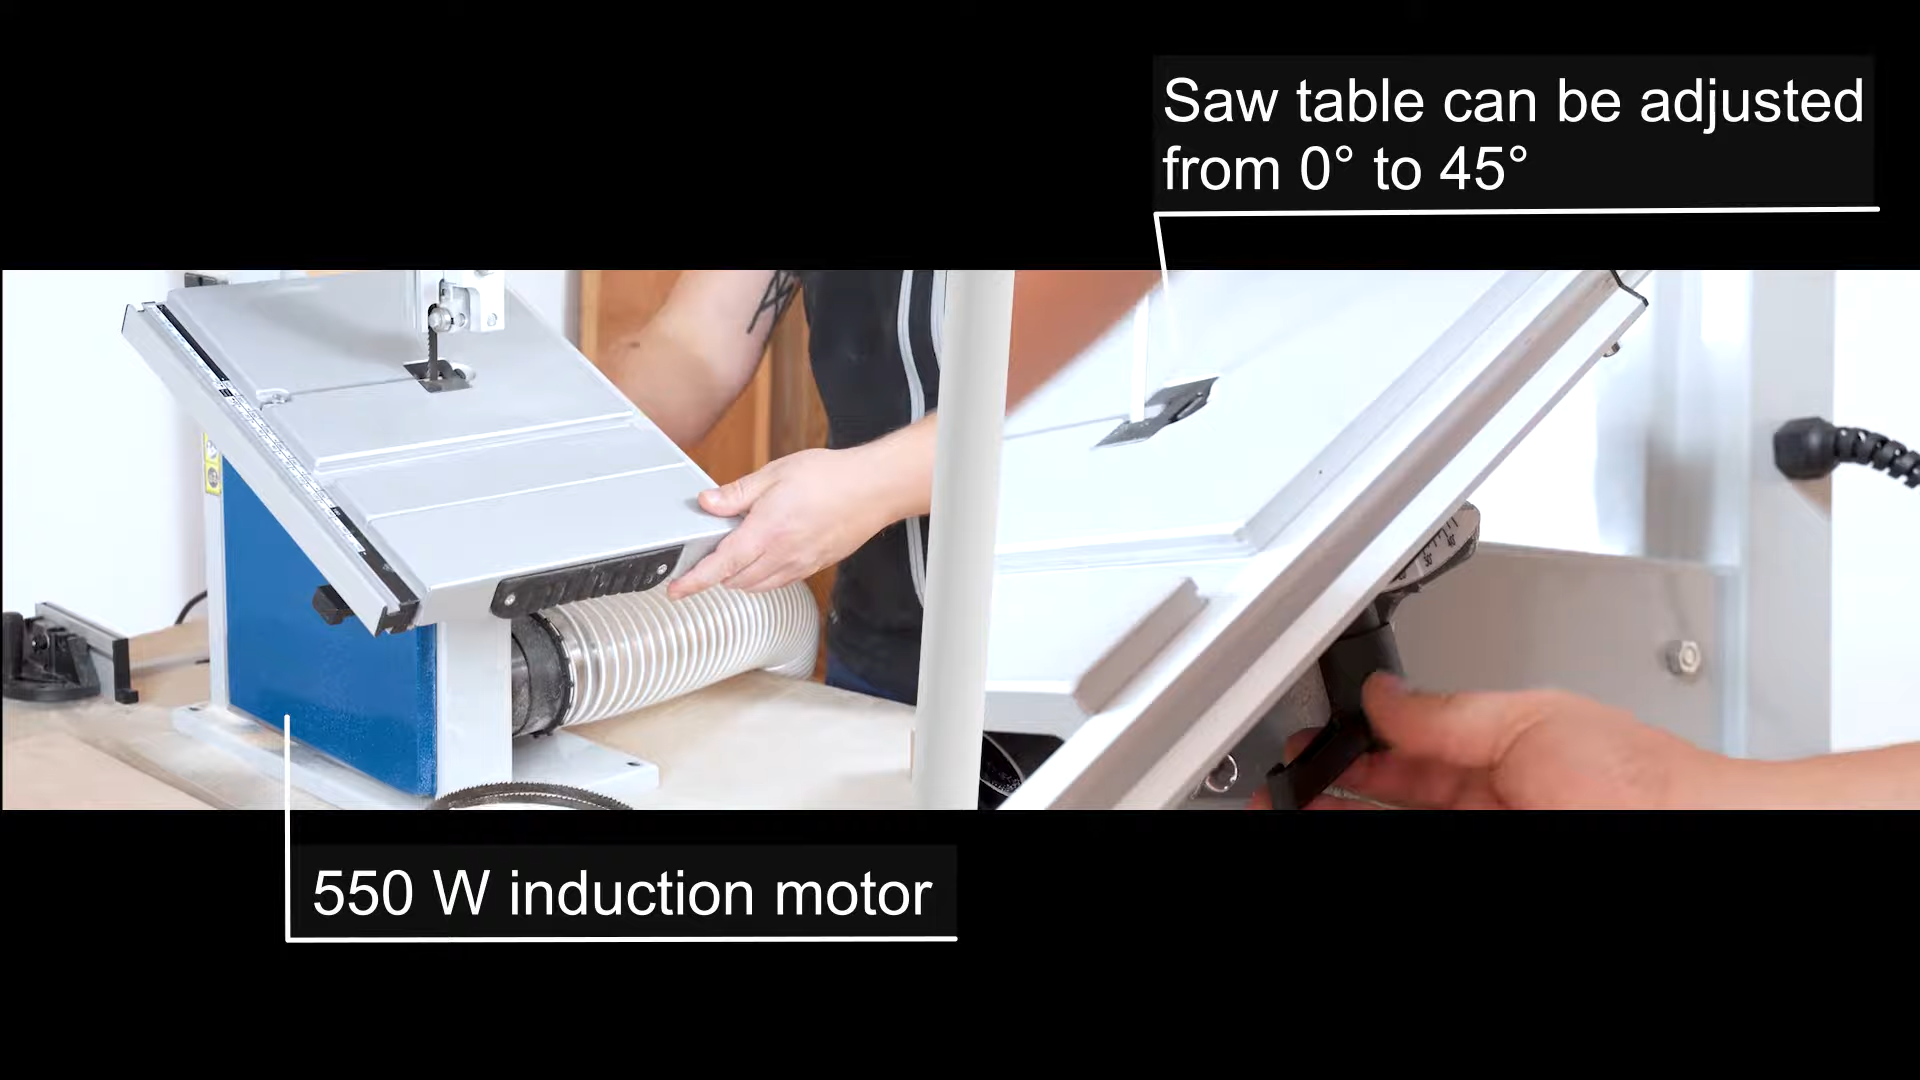 Saw table can be adjusted
from 0° to 45°
550 W induction motor